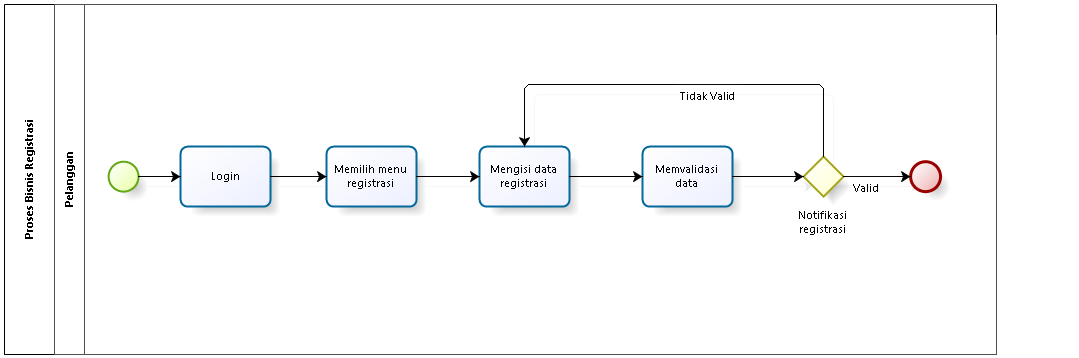 Proses Bisnis Registrasi
Pelanggan
Tidak Valid
Login
Memilih menu
registrasi
Mengisi data
registrasi
Memvalidasi
data
Valid
Notifikasi
registrasi